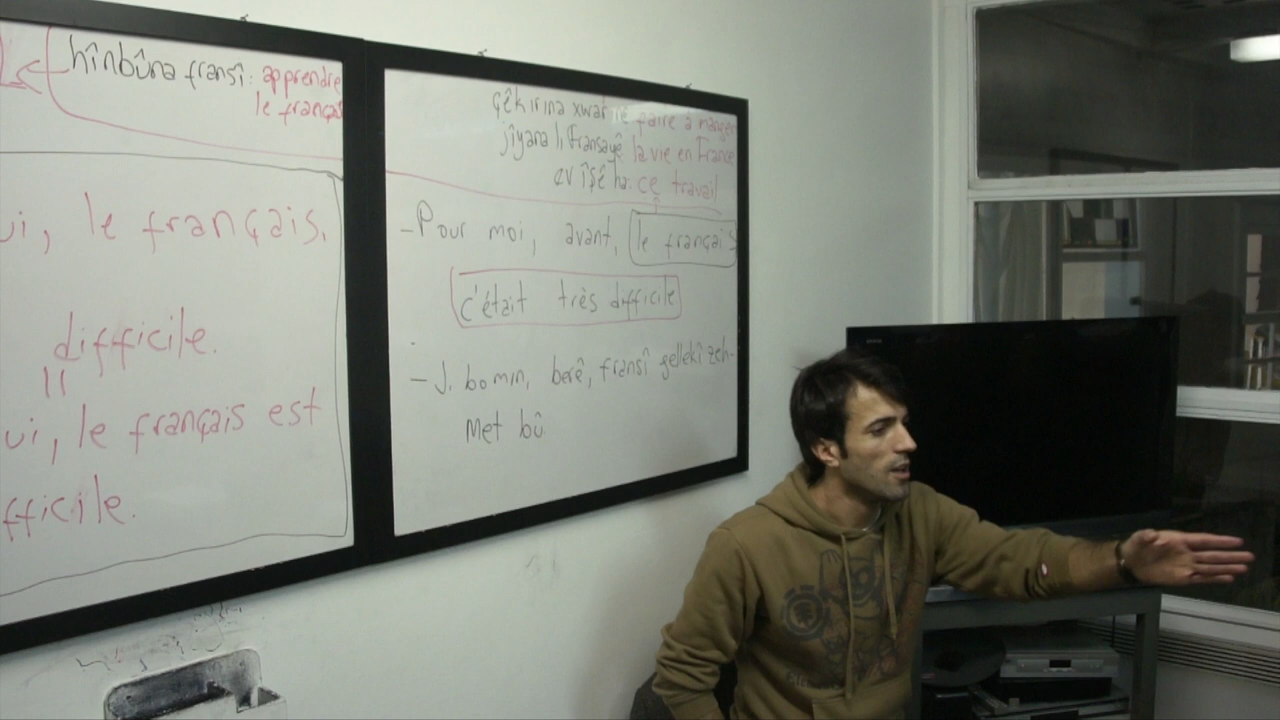 hînbûna fransî: apprendre
le français
ui, le français.
difficile.
ui, le français est
fficile.
çêkirina xwarinê faire à manger
jîyana li Fransayê la vie en France
ev îşê ha: ce travail
- Pour moi, avant, le français
c'était très difficile
- J. bo min, berê, fransî gellekî zeh-
met bû